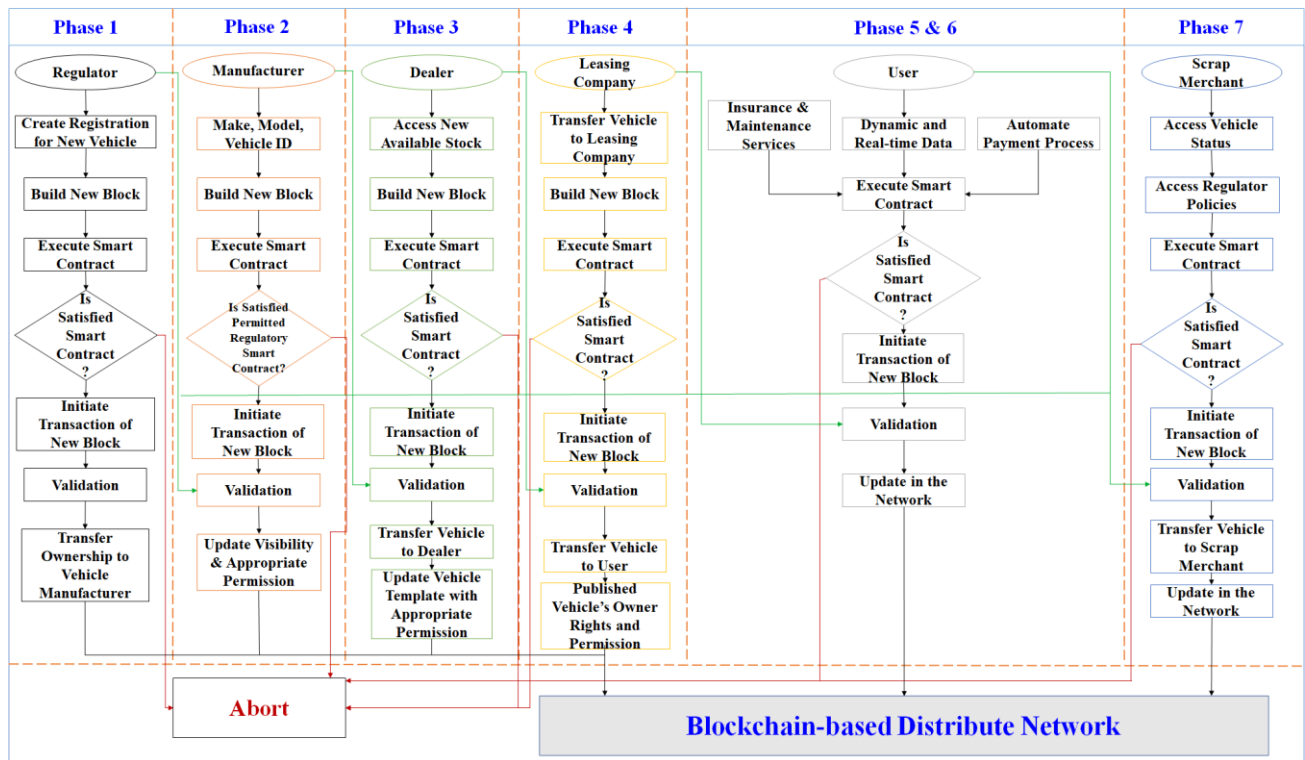 Phase 1
Phase 2
Phase 3
Phase 4
Phase 5 & 6
Phase 7
Regulator
Create Registration
for New Vehicle
Build New Block
Execute Smart
Contract
Is
Satisfied
Smart
Contract
?
Initiate
Transaction of
New Block
Validation
Transfer
Ownership to
Vehicle
Manufacturer
Manufacturer
Make, Model,
Vehicle ID
Build New Block
Execute Smart
Contract
Is Satisfied
Permitted
Regulatory
Smart
Contract?
Initiate
Transaction of
New Block
Validation
Update Visibility
& Appropriate
Permission
Dealer
Access New
Available Stock
Build New Block
Execute Smart
Contract
Is
Satisfied
Smart
Contract
?
Initiate
Transaction of
New Block
Validation
Transfer Vehicle
to Dealer
Update Vehicle
Template with
Appropriate
Permission
Leasing
Company
Transfer Vehicle
to Leasing
Company
Build New Block
Execute Smart
Contract
Is
Satisfied
Smart
Contract
?
Initiate
Transaction of
New Block
Validation
Transfer Vehicle
to User
Published
Vehicle's Owner
Rights and
Permission
User
Insurance &
Maintenance
Services
Dynamic and
Real-time Data
Automate
Payment Process
Execute Smart
Contract
Is
Satisfied
Smart
Contract
?
Initiate
Transaction of
New Block
Validation
Update in the
Network
Scrap
Merchant
Access Vehicle
Status
Access Regulator
Policies
Execute Smart
Contract
Is
Satisfied
Smart
Contract
?
Initiate
Transaction of
New Block
Validation
Transfer Vehicle
to Scrap
Merchant
Update in the
Network
Abort
Blockchain-based Distribute Network